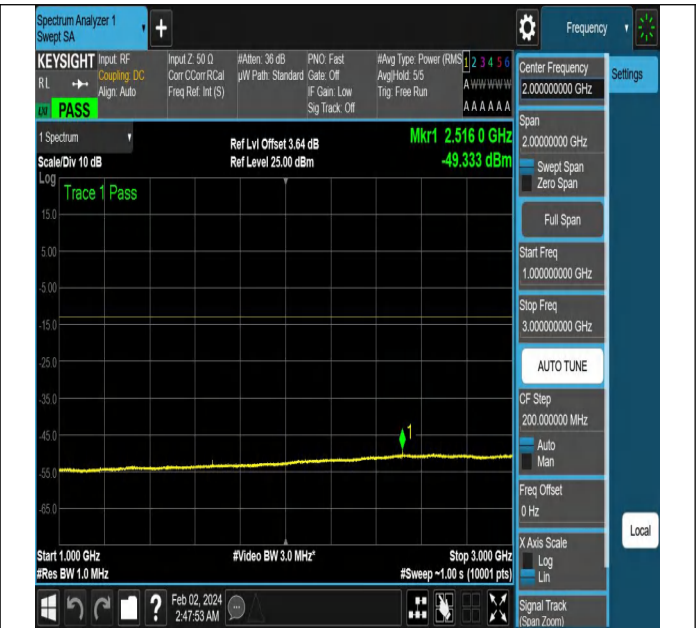 Spectrum Analyzer 1
Swept SA
+
Frequency
KEYSIGHT
RL
PASS
Input: RF
Coupling: DC
Align: Auto
Input Z: 50 Ω
Corr CCorr RCal
Freq Ref: Int (S)
#Atten: 36 dB
µW Path: Standard
PNO: Fast
Gate: Off
IF Gain: Low
Sig Track: Off
#Avg Type: Power (RMS
Avg|Hold: 5/5
Trig: Free Run
1 2 3 4 5 6
A W W W W W
A A A A A A
1 Spectrum
Scale/Div 10 dB
Log
Ref Lvl Offset 3.64 dB
Ref Level 25.00 dBm
Mkr1 2.516 0 GHz
-49.333 dBm
Trace 1 Pass
15.0
5.00
-5.00
-15.0
-25.0
-35.0
-45.0
-55.0
-65.0
1
Start 1.000 GHz
#Res BW 1.0 MHz
#Video BW 3.0 MHz*
Stop 3.000 GHz
#Sweep ~1.00 s (10001 pts)
?
Feb 02, 2024
2:47:53 AM
Center Frequency
2.000000000 GHz
Span
2.00000000 GHz
Swept Span
Zero Span
Full Span
Start Freq
1.000000000 GHz
Stop Freq
3.000000000 GHz
AUTO TUNE
CF Step
200.000000 MHz
Auto
Man
Freq Offset
0 Hz
X Axis Scale
Log
Lin
Signal Track
(Span Zoom)
Settings
Local